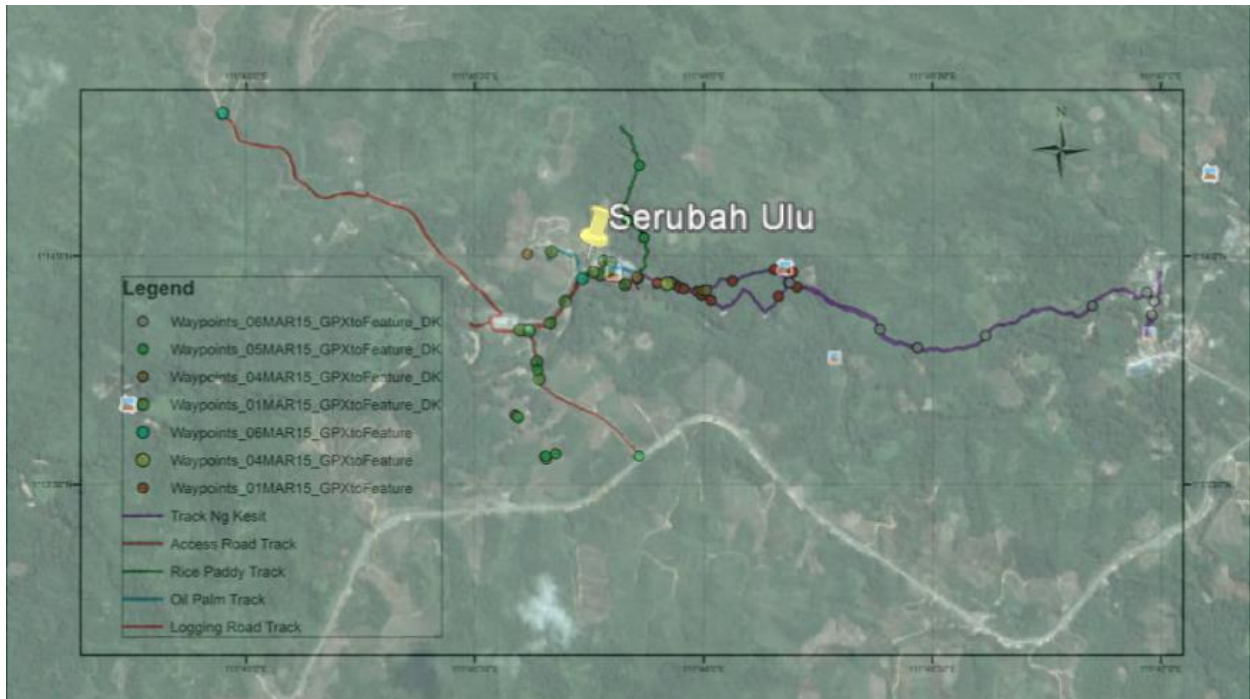 N
Serubah Ulu
Legend
Waypoints_06MAR15_GPXtoFeature_DK
Waypoints_05MAR15_GPXtoFeature_DK
Waypoints_04MAR15_GPXtoFeature_DK
Waypoints_01MAR15_GPXtoFeature_DK
Waypoints_06MAR15_GPXtoFeature
Waypoints_04MAR15_GPXtoFeature
Waypoints_01MAR15_GPXtoFeature
Track Ng Kesit
Access Road Track
Rice Paddy Track
Oil Palm Track
Logging Road Track